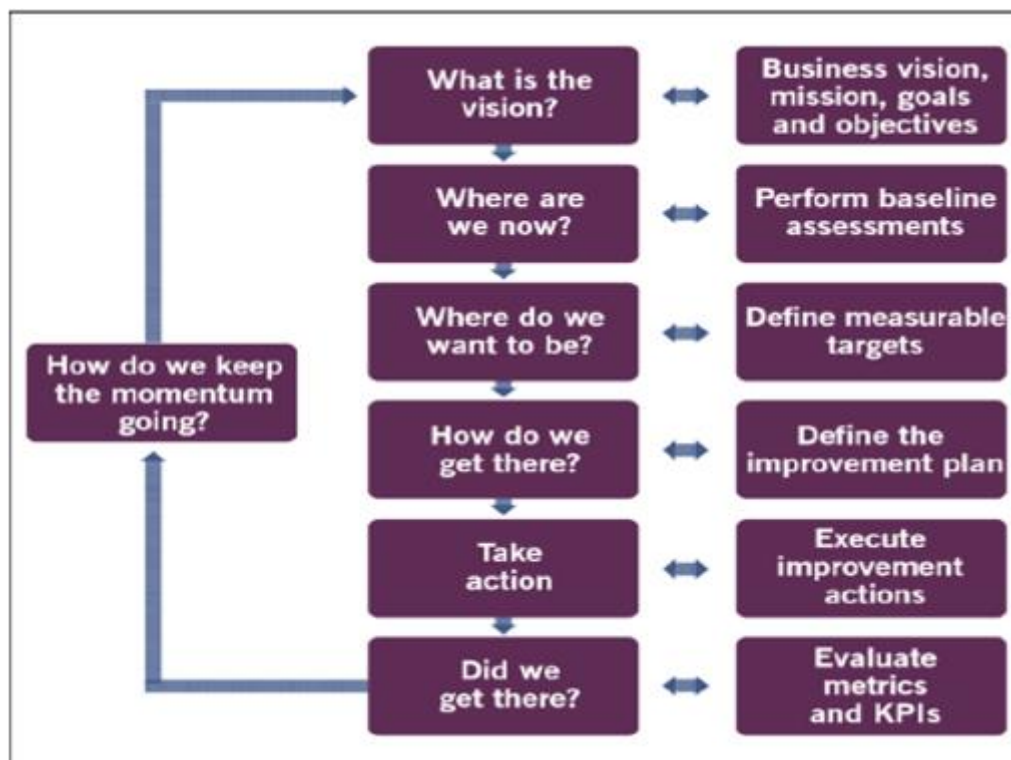 What is the
vision?
Business vision,
mission, goals
and objectives
Where are
we now?
Perform baseline
assessments
Where do we
want to be?
Define measurable
targets
How do we keep
the momentum
going?
How do we
get there?
Define the
improvement plan
Take
action
Execute
improvement
actions
Did we
get there?
Evaluate
metrics
and KPIs